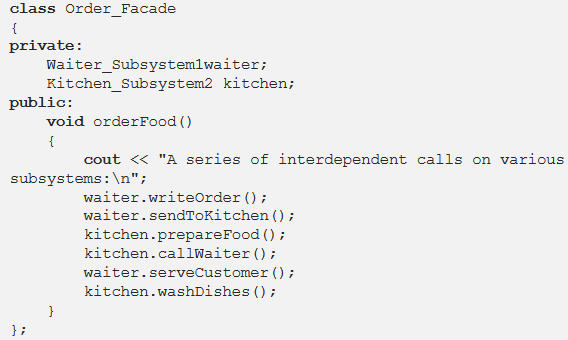 class Order_Facade
{
private:
    Waiter_Subsystem1waiter;
    Kitchen_Subsystem2 kitchen;
public:
    void orderFood()
    {
        cout << "A series of interdependent calls on various
subsystems:\n";
        waiter.writeOrder();
        waiter.sendToKitchen();
        kitchen.prepareFood();
        kitchen.callWaiter();
        waiter.serveCustomer();
        kitchen.washDishes();
    }
};